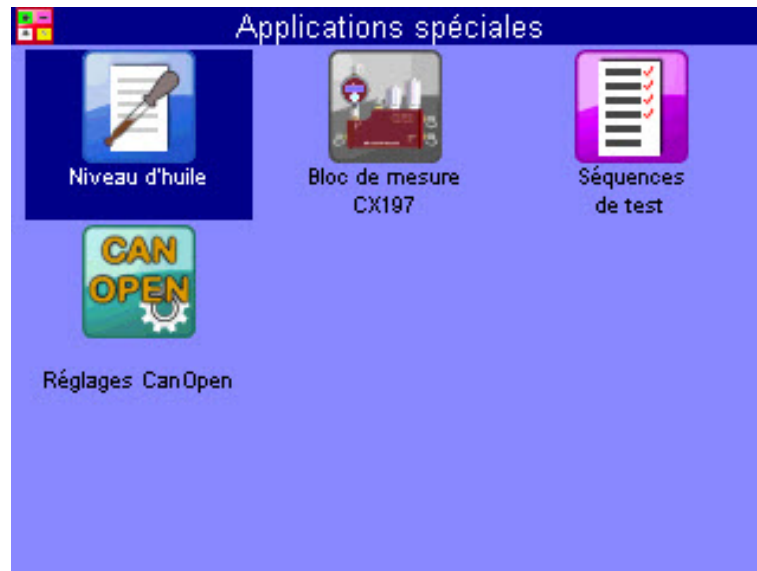 Applications spéciales
Niveau d'huile
Bloc de mesure
CX197
Séquences
de test
CAN
OPEN
Réglages CanOpen